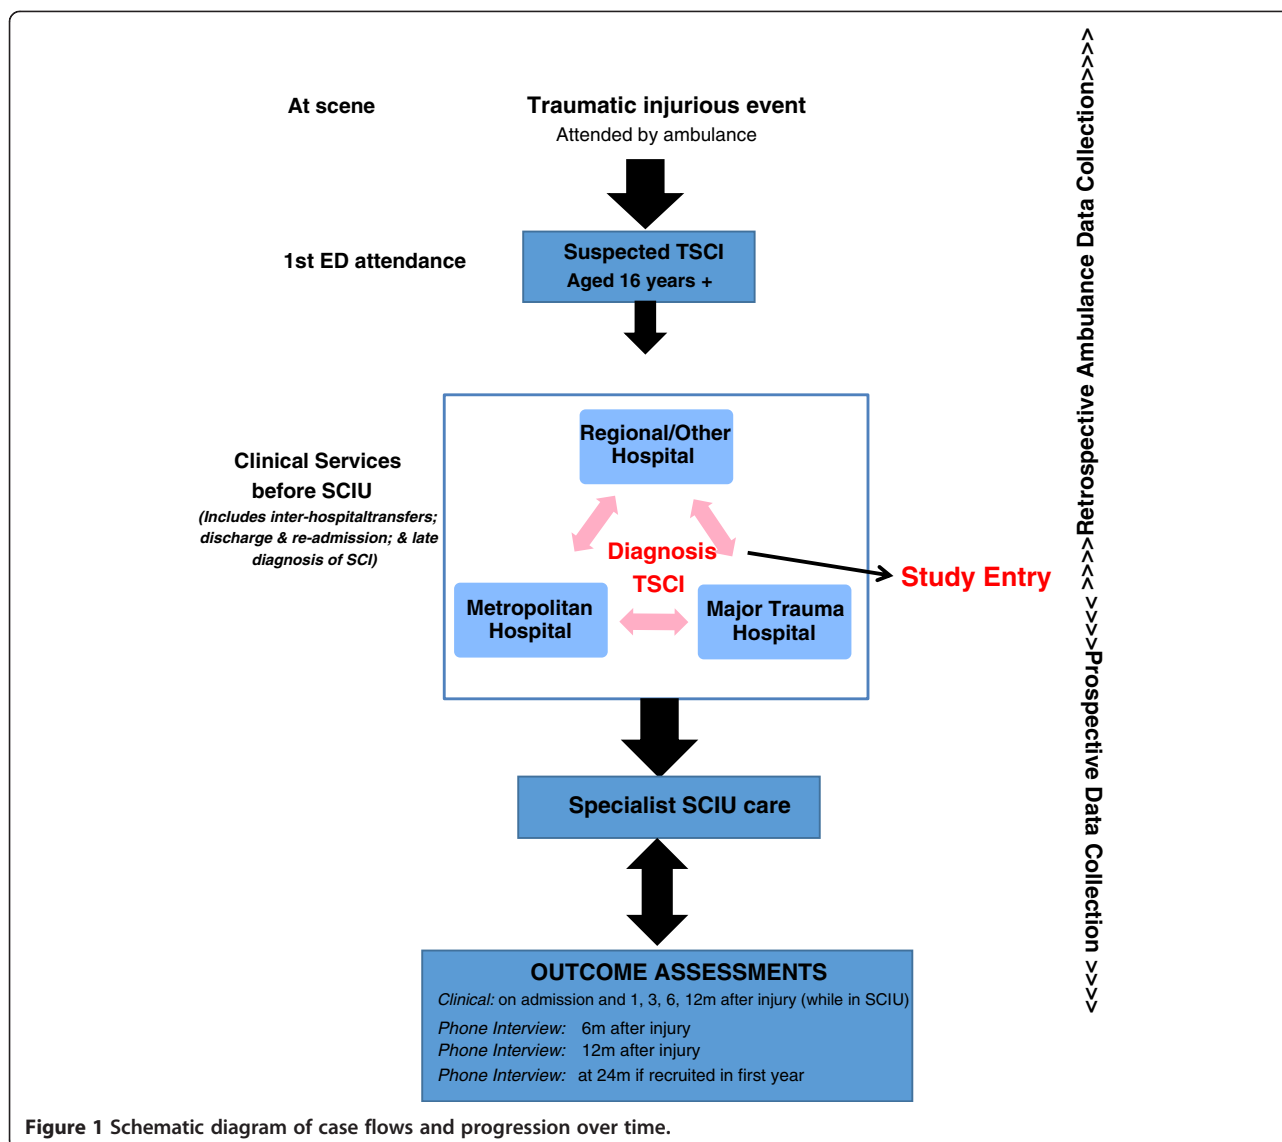 At scene
Traumatic injurious event
Attended by ambulance
1st ED attendance
Suspected TSCI
Aged 16 years +
Clinical Services
before SCIU
(Includes inter-hospitaltransfers;
discharge & re-admission; & late
diagnosis of SCI)
Regional/Other
Hospital
Diagnosis
TSCI
Study Entry
Metropolitan
Hospital
Major Trauma
Hospital
Specialist SCIU care
OUTCOME ASSESSMENTS
Clinical: on admission and 1, 3, 6, 12m after injury (while in SCIU)
Phone Interview: 6m after injury
Phone Interview: 12m after injury
Phone Interview: at 24m if recruited in first year
<<<<Retrospective Ambulance Data Collection>>>> <<<<Prospective Data Collection >>>>
Figure 1 Schematic diagram of case flows and progression over time.